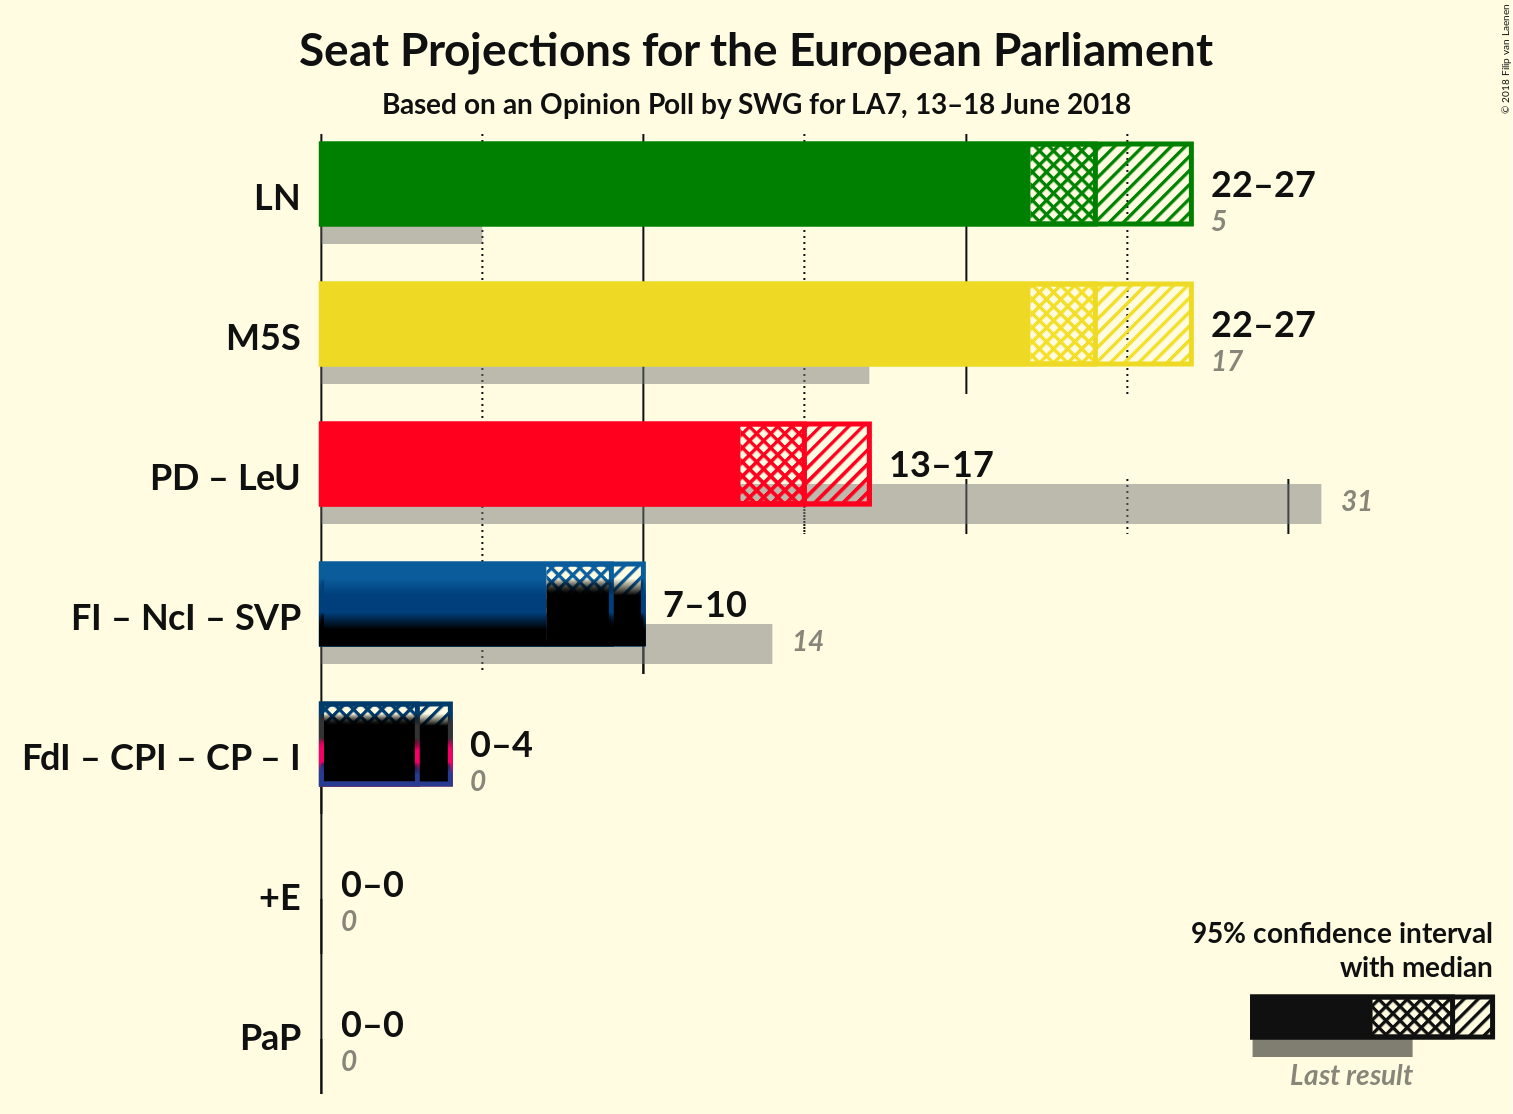 Seat Projections for the European Parliament
Based on an Opinion Poll by SWG for LA7, 13–18 June 2018
© 2018 Filip van Laenen
LN
22–27
5
M5S
22–27
17
PD – LeU
13–17
31
FI – NcI – SVP
7–10
14
FdI – CPI – CP – I
0–4
0
+E
0–0
0
PaP
0–0
0
95% confidence interval
with median
Last result